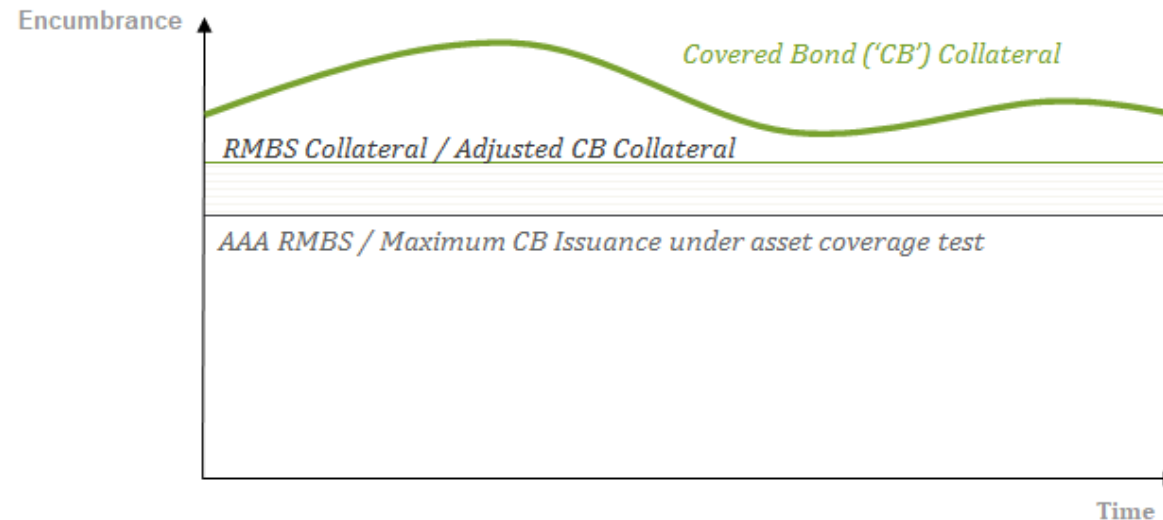 Encumbrance
Covered Bond (‘CB’) Collateral
RMBS Collateral / Adjusted CB Collateral
AAA RMBS / Maximum CB Issuance under asset coverage test
Time